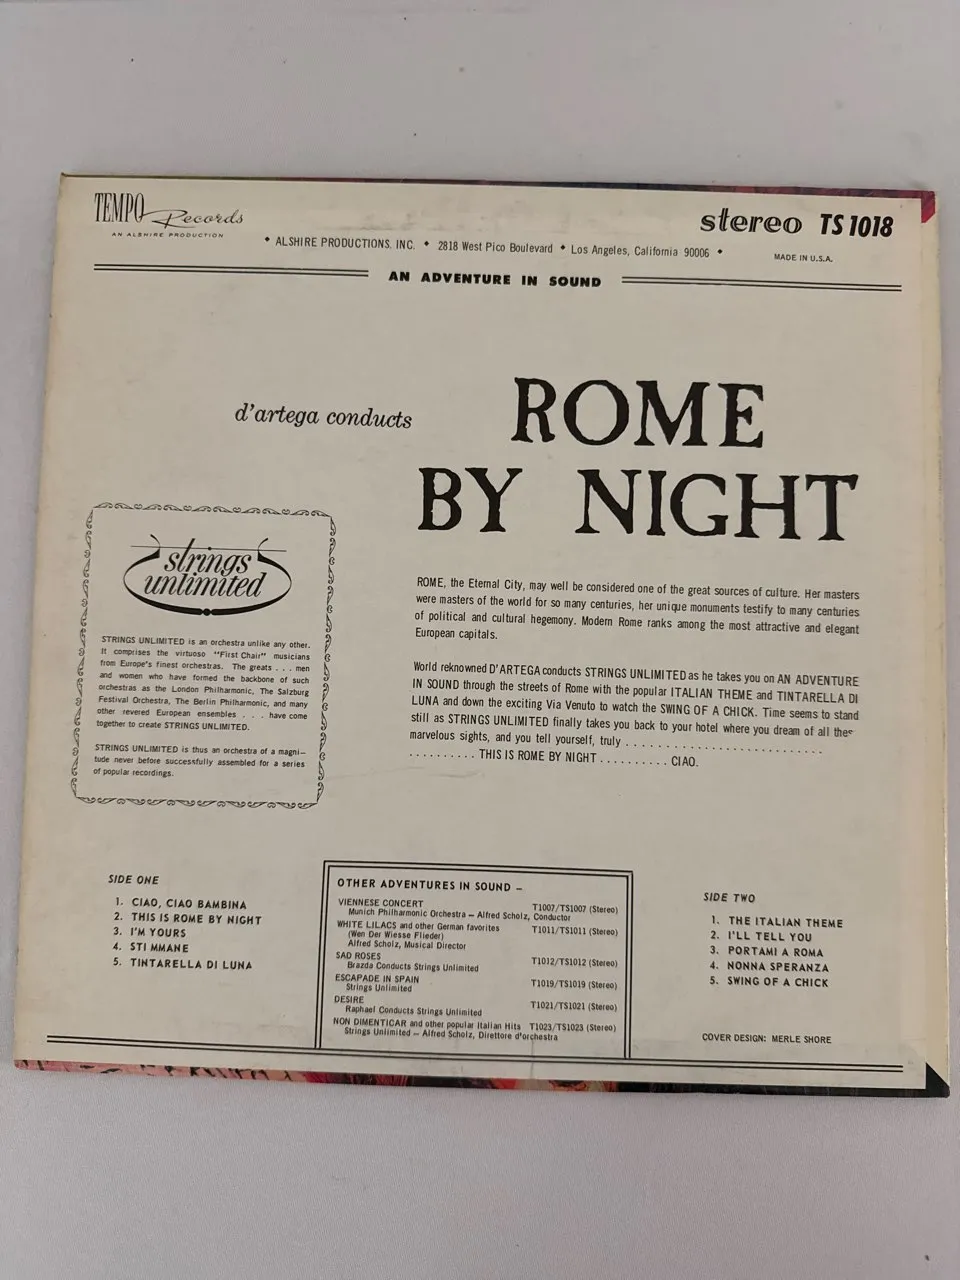 TEMPO Records
AN ALSHIRE PRODUCTION
stereo TS 1018
◆ ALSHIRE PRODUCTIONS, INC. ◆ 2818 West Pico Boulevard ◆ Los Angeles, California 90006 ◆
MADE IN U.S.A.
AN ADVENTURE IN SOUND
d'artega conducts
ROME
BY NIGHT
strings
unlimited
STRINGS UNLIMITED is an orchestra unlike any other.
It comprises the virtuoso "First Chair" musicians
from Europe's finest orchestras. The greats . . . men
and women who have formed the backbone of such
orchestras as the London Philharmonic, The Salzburg
Festival Orchestra, The Berlin Philharmonic, and many
other revered European ensembles . . . have come
together to create STRINGS UNLIMITED.
STRINGS UNLIMITED is thus an orchestra of a magni-
tude never before successfully assembled for a series
of popular recordings.
ROME, the Eternal City, may well be considered one of the great sources of culture. Her masters
were masters of the world for so many centuries, her unique monuments testify to many centuries
of political and cultural hegemony. Modern Rome ranks among the most attractive and elegant
European capitals.
World reknowned D'ARTEGA conducts STRINGS UNLIMITED as he takes you on AN ADVENTURE
IN SOUND through the streets of Rome with the popular ITALIAN THEME and TINTARELLA DI
LUNA and down the exciting Via Venuto to watch the SWING OF A CHICK. Time seems to stand
still as STRINGS UNLIMITED finally takes you back to your hotel where you dream of all these
marvelous sights, and you tell yourself, truly . . . . . . . . . . . . . . . . . . . . . . . . . .
. . . . . . . . . . THIS IS ROME BY NIGHT . . . . . . . . . . CIAO.
SIDE ONE
1. CIAO, CIAO BAMBINA
2. THIS IS ROME BY NIGHT
3. I'M YOURS
4. STI MMANE
5. TINTARELLA DI LUNA
OTHER ADVENTURES IN SOUND –
VIENNESE CONCERT T1007/TS1007 (Stereo)
Munich Philharmonic Orchestra – Alfred Scholz, Conductor
WHITE LILACS and other German favorites T1011/TS1011 (Stereo)
(Wen Der Wiesse Flieder)
Alfred Scholz, Musical Director
SAD ROSES T1012/TS1012 (Stereo)
Brazda Conducts Strings Unlimited
ESCAPADE IN SPAIN T1019/TS1019 (Stereo)
Strings Unlimited
DESIRE T1021/TS1021 (Stereo)
Raphael Conducts Strings Unlimited
NON DIMENTICAR and other popular Italian Hits T1023/TS1023 (Stereo)
Strings Unlimited – Alfred Scholz, Direttore d'orchestra
SIDE TWO
1. THE ITALIAN THEME
2. I'LL TELL YOU
3. PORTAMI A ROMA
4. NONNA SPERANZA
5. SWING OF A CHICK
COVER DESIGN: MERLE SHORE